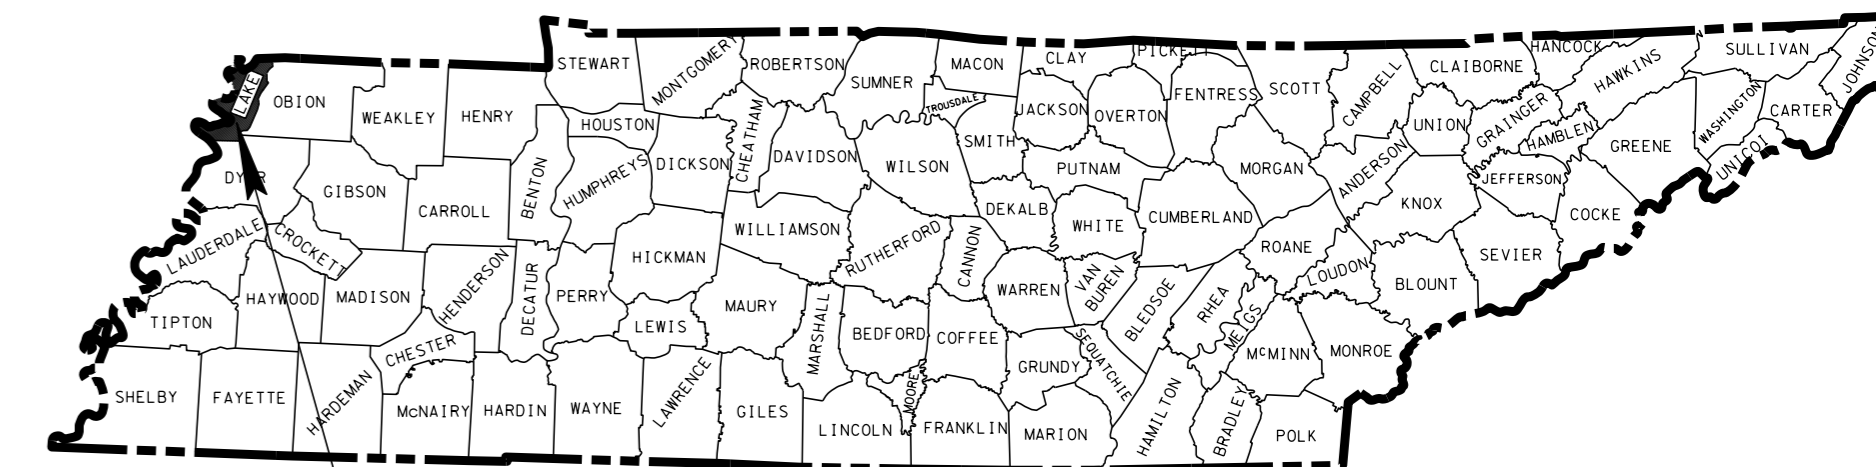 LAKE
OBION
WEAKLEY
HENRY
STEWART
MONTGOMERY
ROBERTSON
SUMNER
MACON
TROUSDALE
CLAY
PICKETT
JACKSON
OVERTON
FENTRESS
SCOTT
CAMPBELL
CLAIBORNE
HANCOCK
HAWKINS
SULLIVAN
JOHNSON
DYER
GIBSON
CARROLL
BENTON
HOUSTON
HUMPHREYS
DICKSON
CHEATHAM
DAVIDSON
WILSON
SMITH
PUTNAM
MORGAN
ANDERSON
UNION
GRAINGER
HAMBLEN
GREENE
WASHINGTON
CARTER
UNICOI
LAUDERDALE
CROCKETT
HENDERSON
DECATUR
PERRY
HICKMAN
WILLIAMSON
RUTHERFORD
CANNON
DEKALB
WHITE
CUMBERLAND
ROANE
KNOX
JEFFERSON
COCKE
SEVIER
TIPTON
HAYWOOD
MADISON
CHESTER
LEWIS
MAURY
MARSHALL
BEDFORD
COFFEE
WARREN
VAN
BUREN
BLEDSOE
RHEA
MEIGS
LOUDON
BLOUNT
SHELBY
FAYETTE
HARDEMAN
McNAIRY
HARDIN
WAYNE
LAWRENCE
GILES
LINCOLN
MOORE
FRANKLIN
GRUNDY
MARION
SEQUATCHIE
HAMILTON
BRADLEY
McMINN
POLK
MONROE